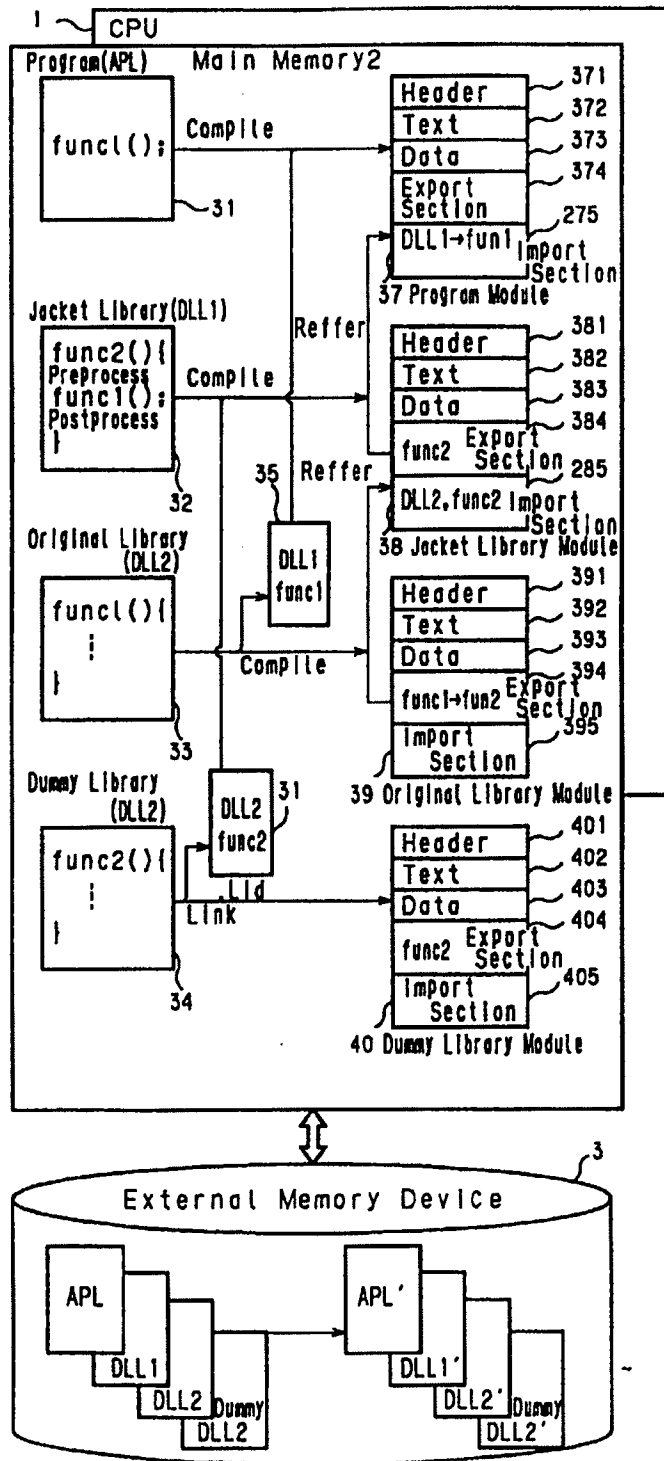 1
CPU
Program(APL)
Main Memory2
func1();
31
Compile
Header
371
Text
372
Data
373
Export
Section
374
DLL1→fun1
Import
Section
275
37 Program Module
Jacket Library(DLL1)
func2(){
Preprocess
func1();
Postprocess
}
32
Compile
Reffer
Header
381
Text
382
Data
383
func2
Export
Section
384
DLL2,func2
Import
Section
285
38 Jacket Library Module
35
DLL1
func1
Reffer
Original Library
(DLL2)
func1(){
}
33
Compile
Header
391
Text
392
Data
393
func1→fun2
Export
Section
394
Import
Section
395
39 Original Library Module
Dummy Library
(DLL2)
func2(){
}
34
DLL2
func2
31
.Lid
Link
Header
401
Text
402
Data
403
func2
Export
Section
404
Import
Section
405
40 Dummy Library Module
3
External Memory Device
APL
DLL1
DLL2
Dummy
DLL2
APL'
DLL1'
DLL2'
Dummy
DLL2'